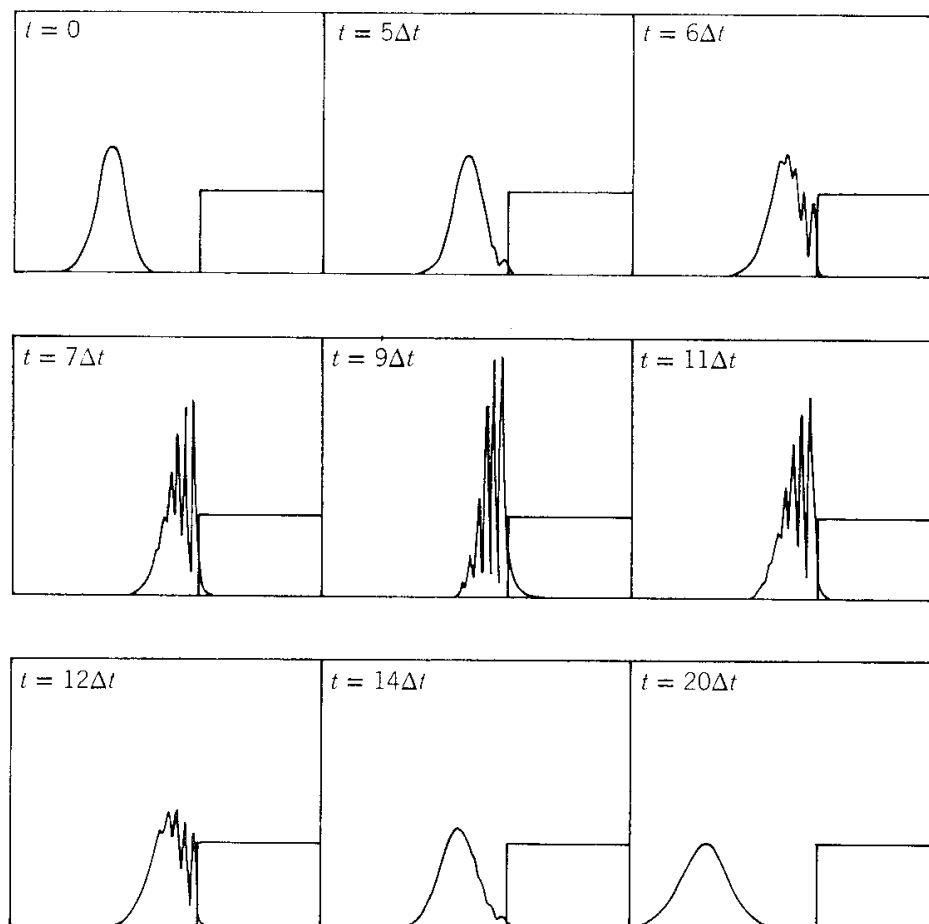 t = 0
t = 5Δt
t = 6Δt
t = 7Δt
t = 9Δt
t = 11Δt
t = 12Δt
t = 14Δt
t = 20Δt